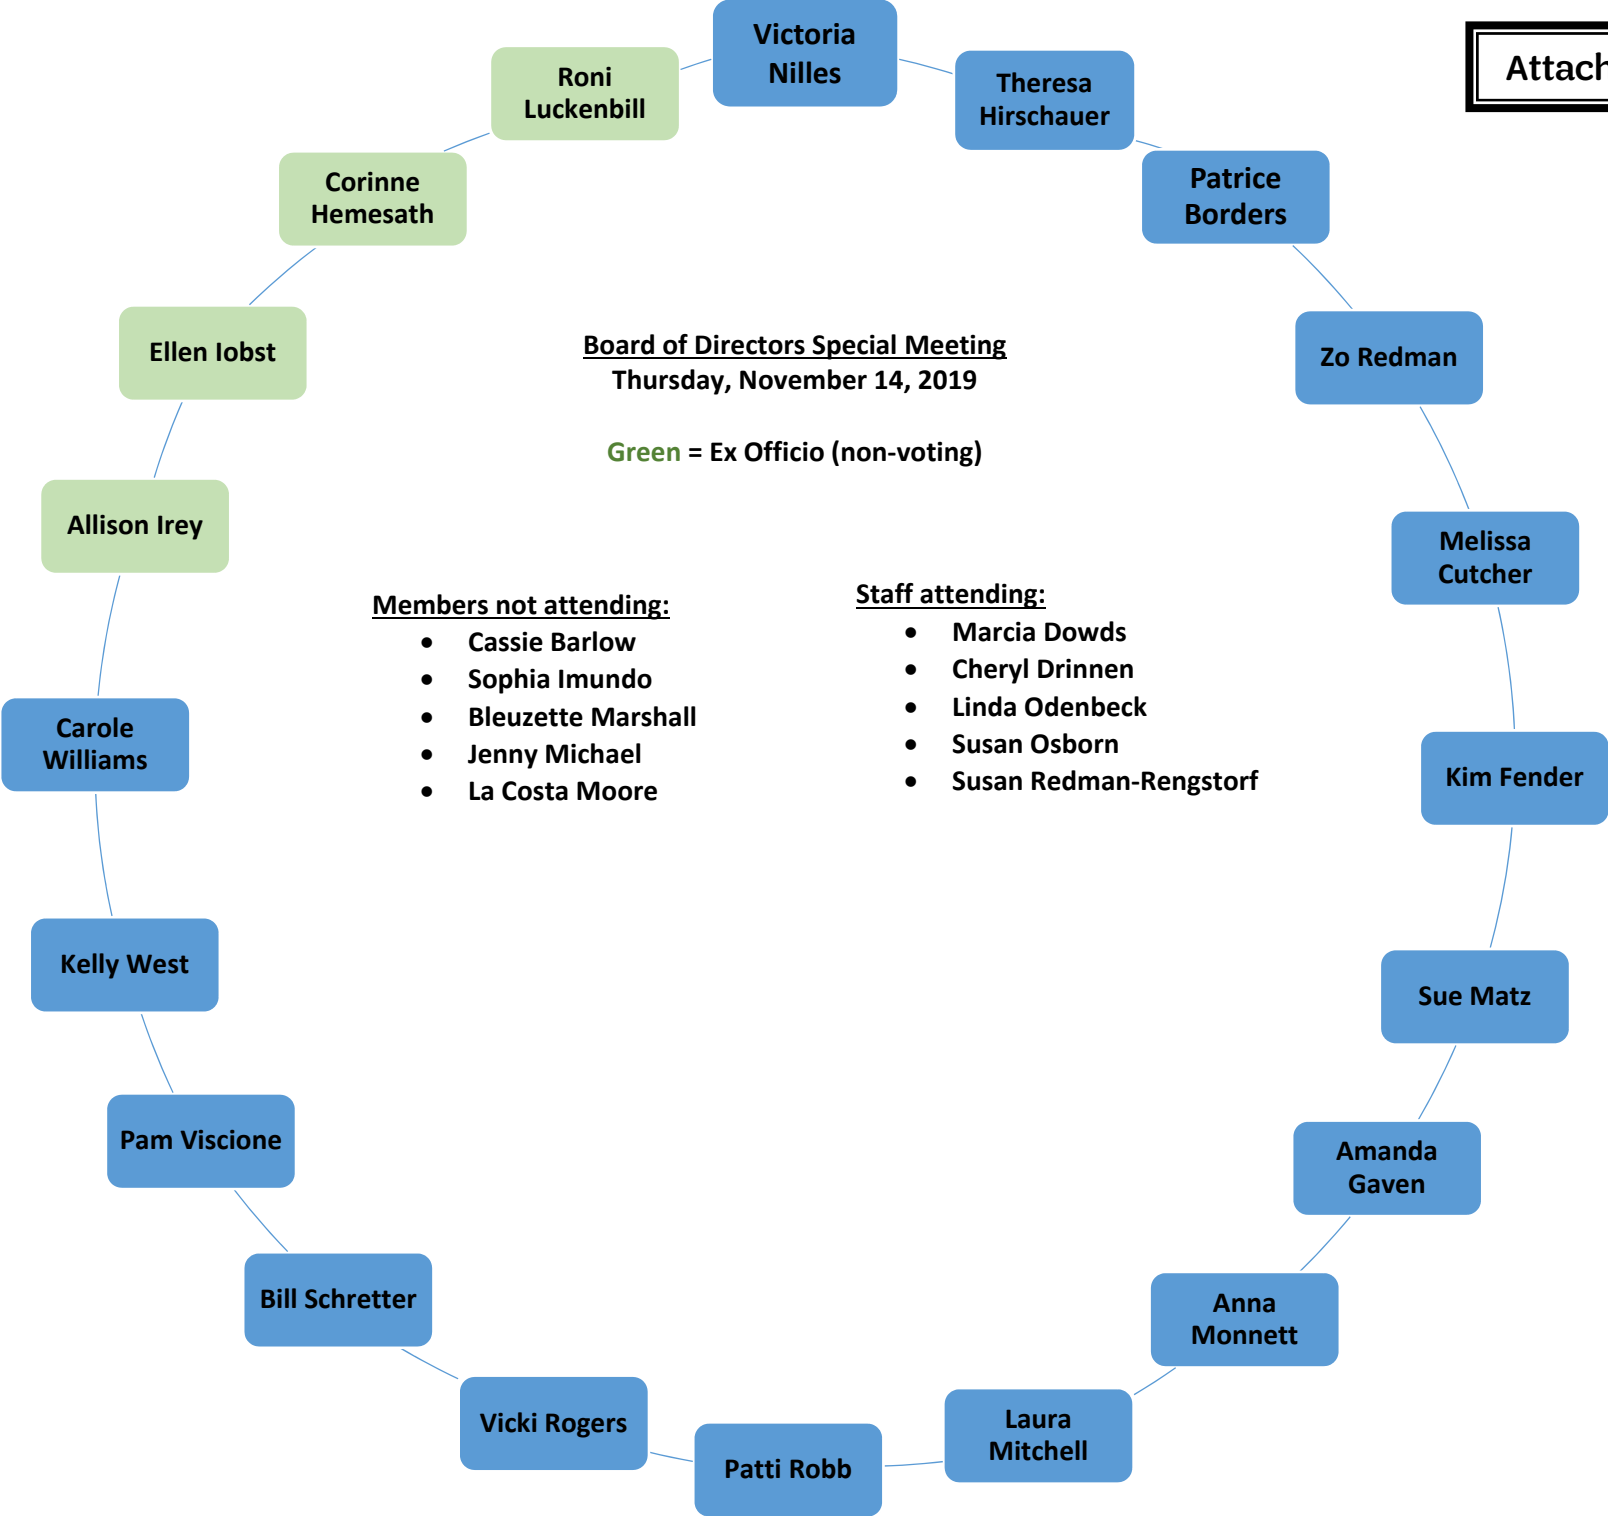 Victoria
Nilles
Attach
Roni
Luckenbill
Theresa
Hirschauer
Corinne
Hemesath
Patrice
Borders
Ellen Iobst
Board of Directors Special Meeting
Thursday, November 14, 2019
Zo Redman
Green = Ex Officio (non-voting)
Allison Irey
Melissa
Cutcher
Members not attending:
• Cassie Barlow
• Sophia Imundo
• Bleuzette Marshall
• Jenny Michael
• La Costa Moore
Staff attending:
• Marcia Dowds
• Cheryl Drinnen
• Linda Odenbeck
• Susan Osborn
• Susan Redman-Rengstorf
Carole
Williams
Kim Fender
Kelly West
Sue Matz
Pam Viscione
Amanda
Gaven
Bill Schretter
Anna
Monnett
Vicki Rogers
Patti Robb
Laura
Mitchell